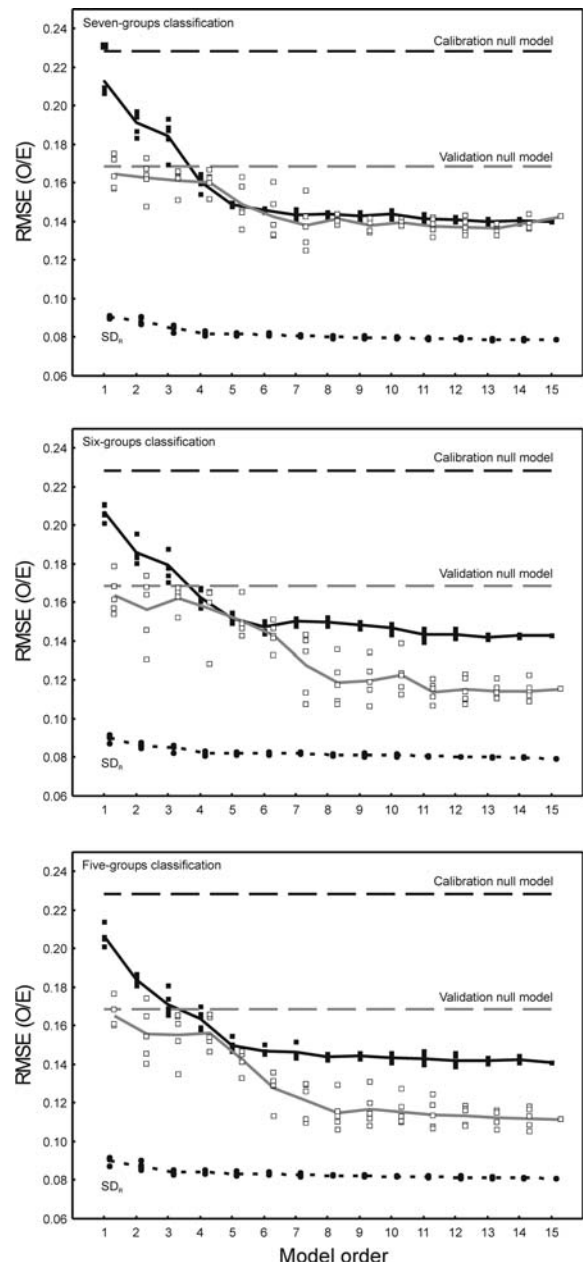 Seven-groups classification
Calibration null model
Validation null model
RMSE (O/E)
0.24
0.22
0.20
0.18
0.16
0.14
0.12
0.10
0.08
0.06
SD_R
1 2 3 4 5 6 7 8 9 10 11 12 13 14 15
Six-groups classification
Calibration null model
Validation null model
RMSE (O/E)
0.24
0.22
0.20
0.18
0.16
0.14
0.12
0.10
0.08
0.06
SD_R
1 2 3 4 5 6 7 8 9 10 11 12 13 14 15
Five-groups classification
Calibration null model
Validation null model
RMSE (O/E)
0.24
0.22
0.20
0.18
0.16
0.14
0.12
0.10
0.08
0.06
SD_R
1 2 3 4 5 6 7 8 9 10 11 12 13 14 15
Model order